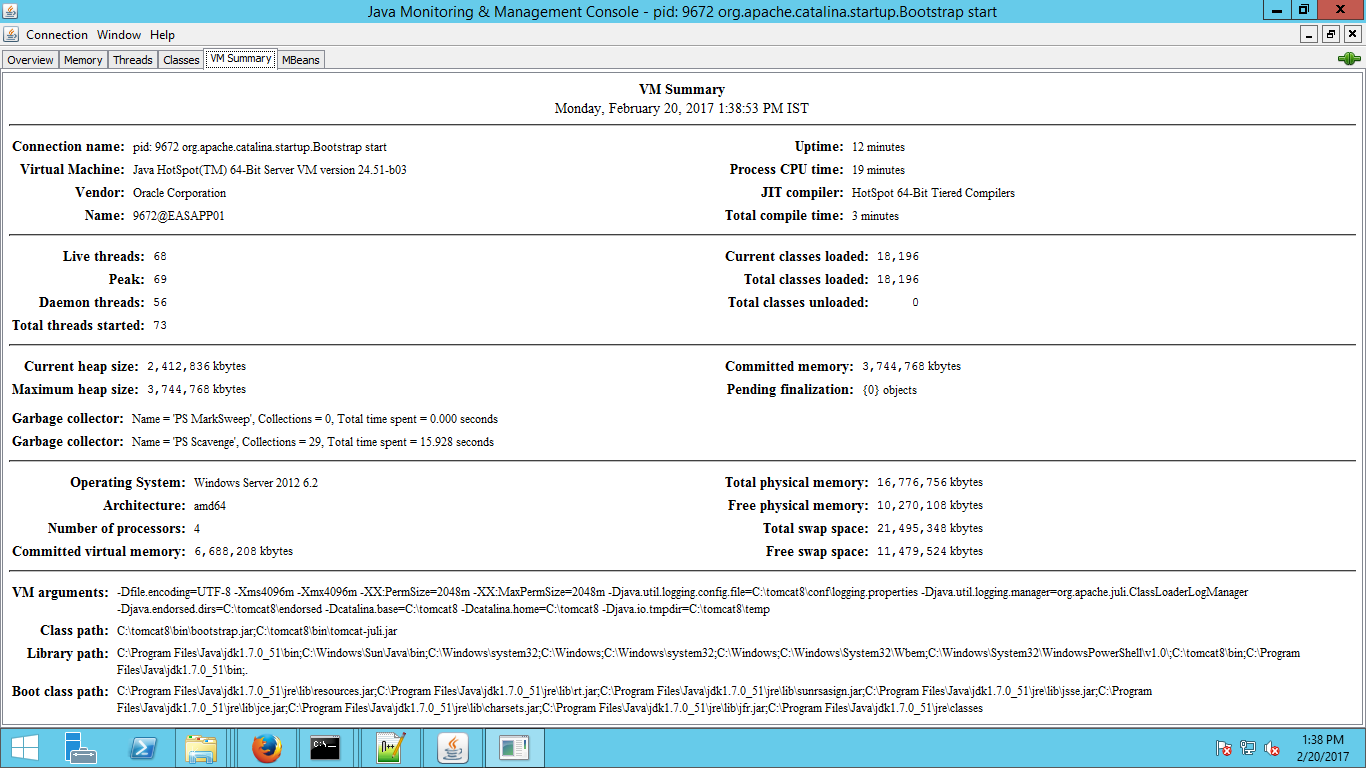 Java Monitoring & Management Console - pid: 9672 org.apache.catalina.startup.Bootstrap start
Connection Window Help
Overview Memory Threads Classes VM Summary MBeans
VM Summary
Monday, February 20, 2017 1:38:53 PM IST
Connection name: pid: 9672 org.apache.catalina.startup.Bootstrap start
Virtual Machine: Java HotSpot(TM) 64-Bit Server VM version 24.51-b03
Vendor: Oracle Corporation
Name: 9672@EASAPP01
Uptime: 12 minutes
Process CPU time: 19 minutes
JIT compiler: HotSpot 64-Bit Tiered Compilers
Total compile time: 3 minutes
Live threads: 68
Peak: 69
Daemon threads: 56
Total threads started: 73
Current classes loaded: 18,196
Total classes loaded: 18,196
Total classes unloaded: 0
Current heap size: 2,412,836 kbytes
Maximum heap size: 3,744,768 kbytes
Committed memory: 3,744,768 kbytes
Pending finalization: {0} objects
Garbage collector: Name = 'PS MarkSweep', Collections = 0, Total time spent = 0.000 seconds
Garbage collector: Name = 'PS Scavenge', Collections = 29, Total time spent = 15.928 seconds
Operating System: Windows Server 2012 6.2
Architecture: amd64
Number of processors: 4
Committed virtual memory: 6,688,208 kbytes
Total physical memory: 16,776,756 kbytes
Free physical memory: 10,270,108 kbytes
Total swap space: 21,495,348 kbytes
Free swap space: 11,479,524 kbytes
VM arguments: -Dfile.encoding=UTF-8 -Xms4096m -Xmx4096m -XX:PermSize=2048m -XX:MaxPermSize=2048m -Djava.util.logging.config.file=C:\tomcat8\conf\logging.properties -Djava.util.logging.manager=org.apache.juli.ClassLoaderLogManager
-Djava.endorsed.dirs=C:\tomcat8\endorsed -Dcatalina.base=C:\tomcat8 -Dcatalina.home=C:\tomcat8 -Djava.io.tmpdir=C:\tomcat8\temp
Class path: C:\tomcat8\bin\bootstrap.jar;C:\tomcat8\bin\tomcat-juli.jar
Library path: C:\Program Files\Java\jdk1.7.0_51\bin;C:\Windows\Sun\Java\bin;C:\Windows\system32;C:\Windows;C:\Windows\system32;C:\Windows;C:\Windows\System32\Wbem;C:\Windows\System32\WindowsPowerShell\v1.0\;C:\tomcat8\bin;C:\Program
Files\Java\jdk1.7.0_51\bin;.
Boot class path: C:\Program Files\Java\jdk1.7.0_51\jre\lib\resources.jar;C:\Program Files\Java\jdk1.7.0_51\jre\lib\rt.jar;C:\Program Files\Java\jdk1.7.0_51\jre\lib\sunrsasign.jar;C:\Program Files\Java\jdk1.7.0_51\jre\lib\jsse.jar;C:\Program
Files\Java\jdk1.7.0_51\jre\lib\jce.jar;C:\Program Files\Java\jdk1.7.0_51\jre\lib\charsets.jar;C:\Program Files\Java\jdk1.7.0_51\jre\lib\jfr.jar;C:\Program Files\Java\jdk1.7.0_51\jre\classes
1:38 PM
2/20/2017